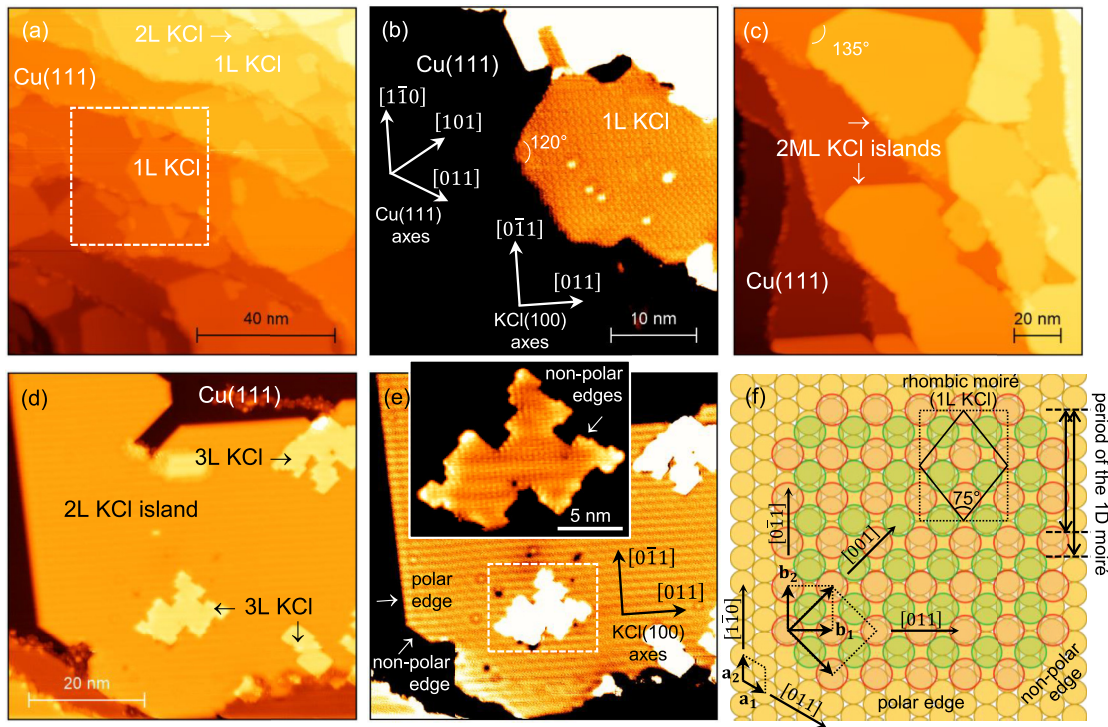 (a)
2L KCl →
1L KCl
Cu(111)
1L KCl
40 nm
(b)
Cu(111)
[11̅0]
[101]
[011]
Cu(111)
axes
120°
1L KCl
[01̅1]
[011]
KCl(100)
axes
10 nm
(c)
135°
→
2ML KCl islands
↓
Cu(111)
20 nm
(d)
Cu(111)
3L KCl →
2L KCl island
← 3L KCl
↓
20 nm
(e)
non-polar
edges
5 nm
polar
edge
→
non-polar
edge
[01̅1]
[011]
KCl(100)
axes
(f)
rhombic moiré
(1L KCl)
75°
period of the 1D moiré
[01̅1]
[001]
b₂
b₁
[011]
[11̅0]
a₂
a₁
[011]
polar edge
non-polar
edge